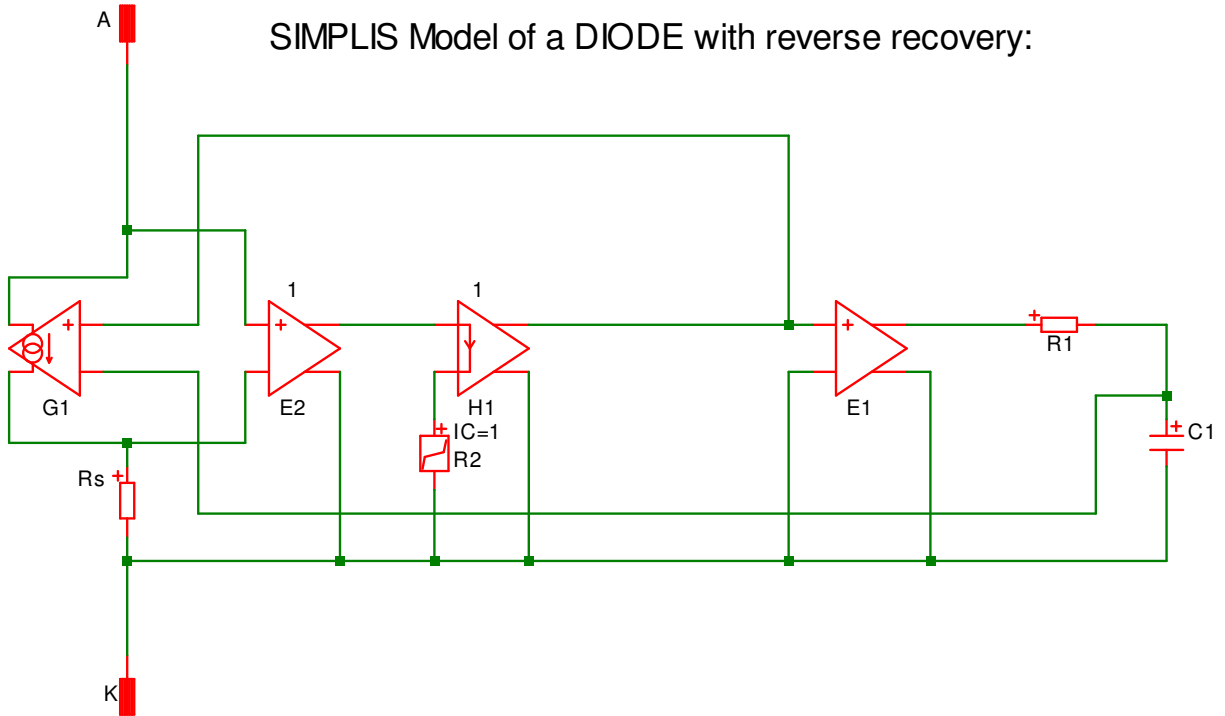 A
SIMPLIS Model of a DIODE with reverse recovery:
1
1
+
+
+
+
G1
E2
H1
E1
R1
+
IC=1
R2
+
C1
+
Rs
K